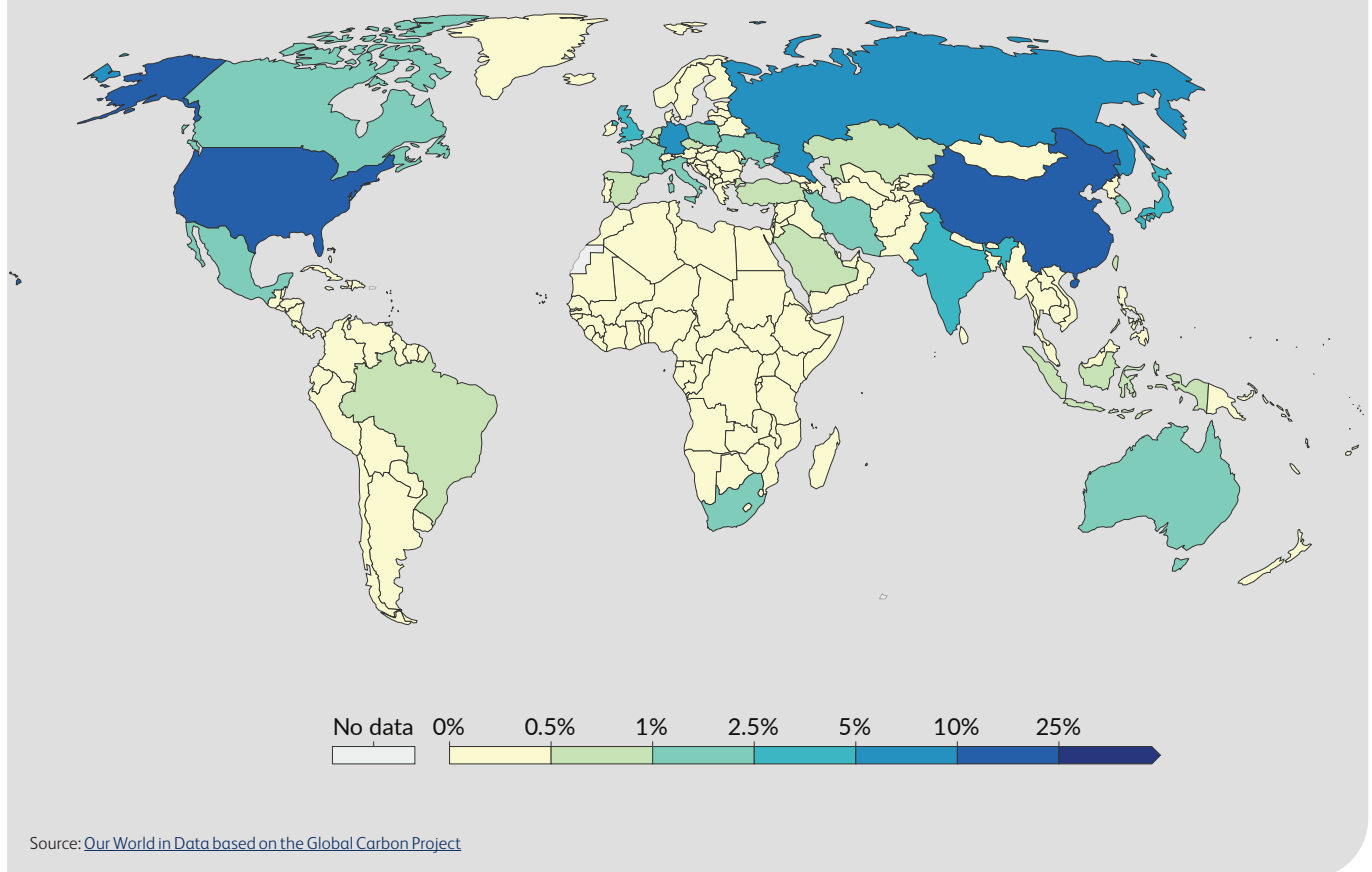 No data 0% 0.5% 1% 2.5% 5% 10% 25%
Source: Our World in Data based on the Global Carbon Project